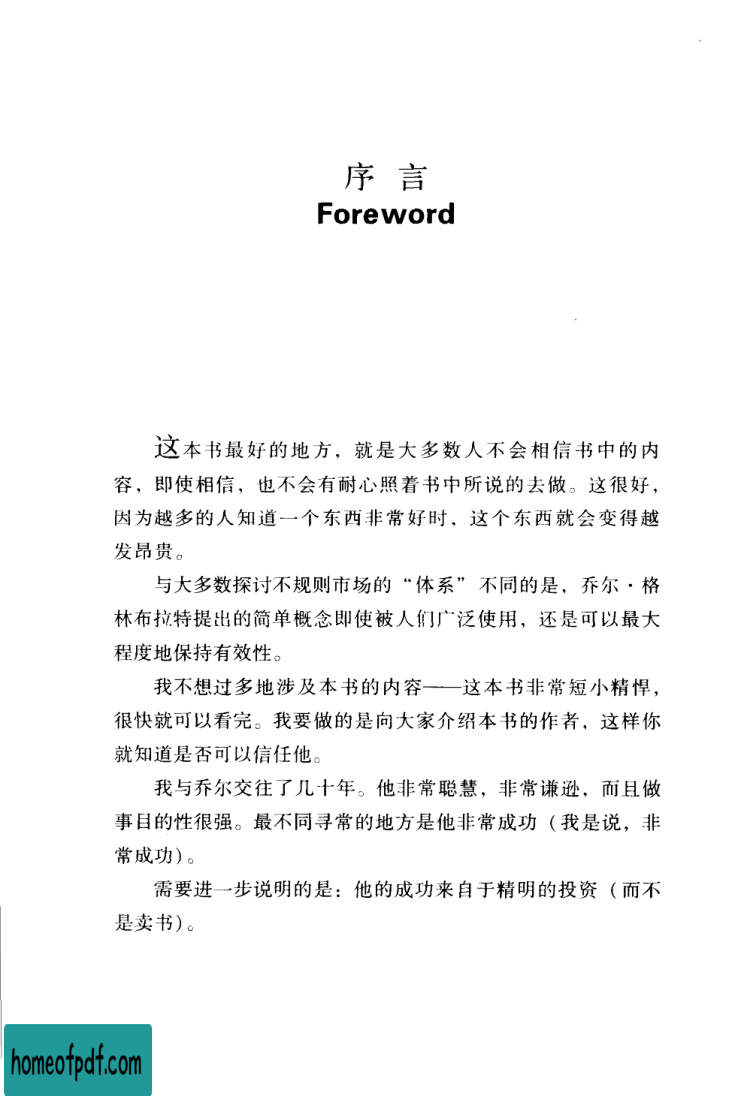 序 言
Foreword
这本书最好的地方，就是大多数人不会相信书中的内
容，即使相信，也不会有耐心照着书中所说的去做。这很好，
因为越多的人知道一个东西非常好时，这个东西就会变得越
发昂贵。
与大多数探讨不规则市场的“体系”不同的是，乔尔·格
林布拉特提出的简单概念即使被人们广泛使用，还是可以最大
程度地保持有效性。
我不想过多地涉及本书的内容——这本书非常短小精悍，
很快就可以看完。我要做的是向大家介绍本书的作者，这样你
就知道是否可以信任他。
我与乔尔交往了几十年。他非常聪慧，非常谦逊，而且做
事目的性很强。最不同寻常的地方是他非常成功（我是说，非
常成功）。
需要进一步说明的是：他的成功来自于精明的投资（而不
是卖书）。
homeofpdf.com